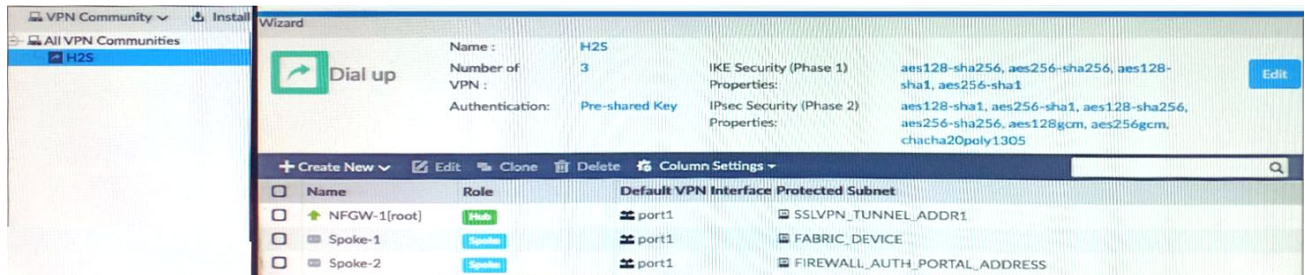 VPN Community Install
Wizard
All VPN Communities
H2S
Dial up
Name : H2S
Number of VPN : 3
Authentication: Pre-shared Key
IKE Security (Phase 1) Properties: aes128-sha256, aes256-sha256, aes128-
sha1, aes256-sha1
IPsec Security (Phase 2) Properties: aes128-sha1, aes256-sha1, aes128-sha256,
aes256-sha256, aes128gcm, aes256gcm,
chacha20poly1305
Edit
Create New Edit Clone Delete Column Settings
Name Role Default VPN Interface Protected Subnet
NFGW-1[root] Hub port1 SSLVPN_TUNNEL_ADDR1
Spoke-1 Spoke port1 FABRIC_DEVICE
Spoke-2 Spoke port1 FIREWALL_AUTH_PORTAL_ADDRESS